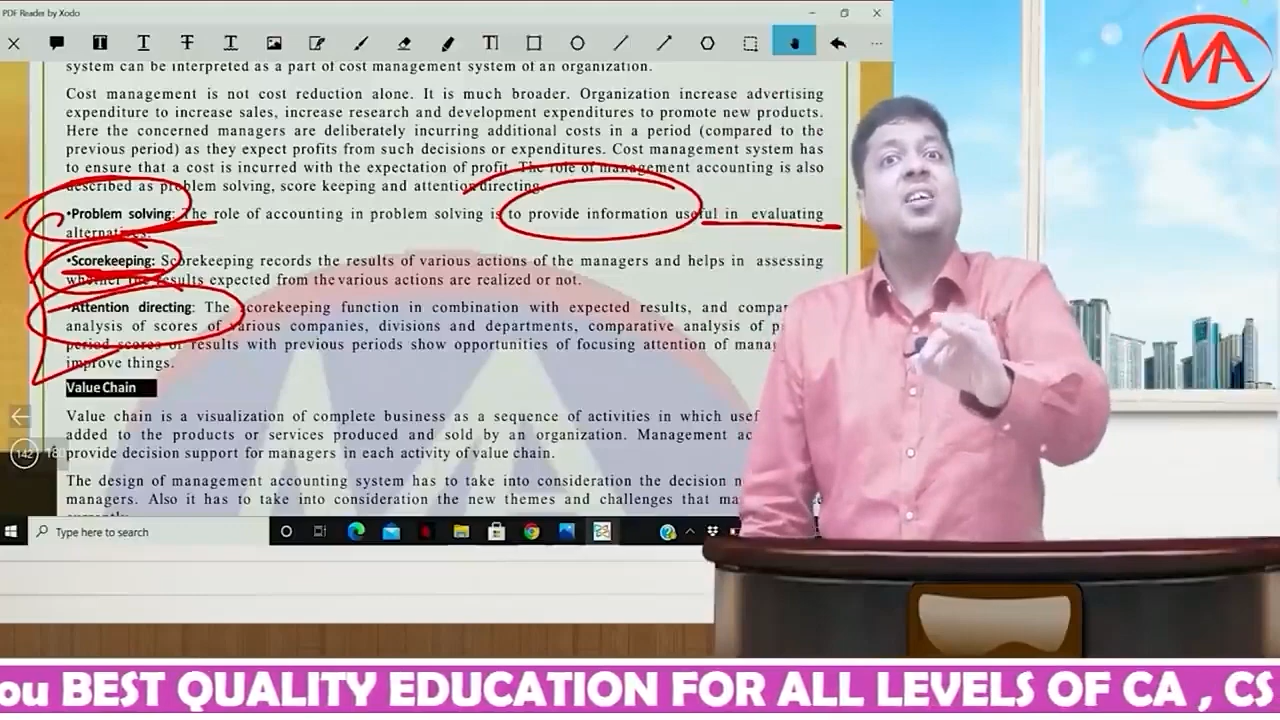 PDF Reader by Xodo
MA
system can be interpreted as a part of cost management system of an organization.
Cost management is not cost reduction alone. It is much broader. Organization increase advertising
expenditure to increase sales, increase research and development expenditures to promote new products.
Here the concerned managers are deliberately incurring additional costs in a period (compared to the
previous period) as they expect profits from such decisions or expenditures. Cost management system has
to ensure that a cost is incurred with the expectation of profit. The role of management accounting is also
described as problem solving, score keeping and attention directing.
•Problem solving: The role of accounting in problem solving is to provide information useful in evaluating
alternatives.
•Scorekeeping: Scorekeeping records the results of various actions of the managers and helps in assessing
whether the results expected from the various actions are realized or not.
•Attention directing: The scorekeeping function in combination with expected results, and
analysis of scores of various companies, divisions and departments, comparative analysis of
period scores or results with previous periods show opportunities of focusing attention of
improve things.
Value Chain
Value chain is a visualization of complete business as a sequence of activities in which
added to the products or services produced and sold by an organization. Management
provide decision support for managers in each activity of value chain.
142
The design of management accounting system has to take into consideration the decision
managers. Also it has to take into consideration the new themes and challenges that
Type here to search
ou BEST QUALITY EDUCATION FOR ALL LEVELS OF CA , CS